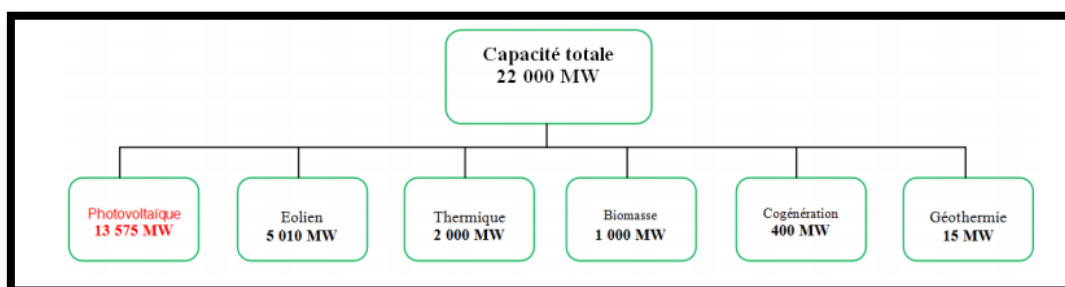 Capacité totale
22 000 MW
Photovoltaïque
13 575 MW
Eolien
5 010 MW
Thermique
2 000 MW
Biomasse
1 000 MW
Cogénération
400 MW
Géothermie
15 MW